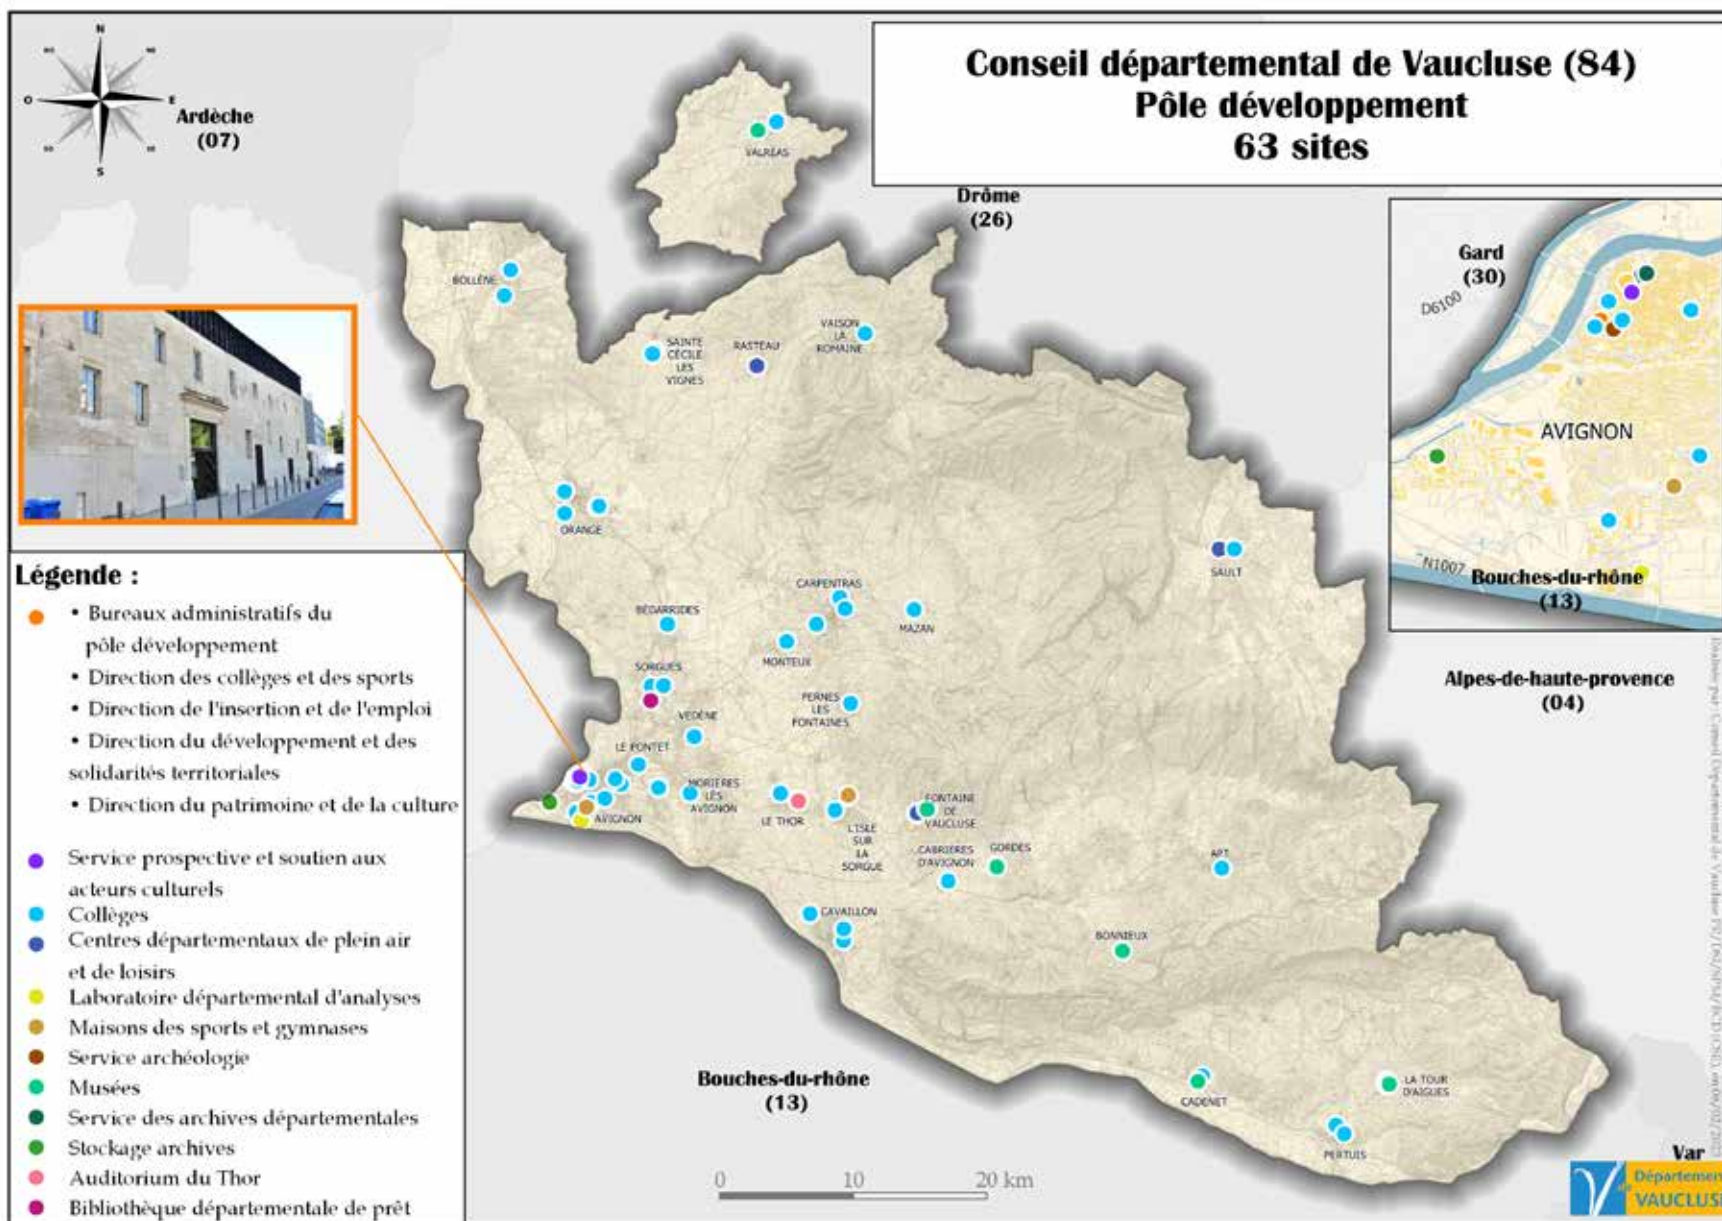 Conseil départemental de Vaucluse (84)
Pôle développement
63 sites
N
O
E
S
Ardèche
(07)
Drôme
(26)
Gard
(30)
D6100
AVIGNON
N1007
Bouches-du-rhône
(13)
VALRÉAS
BOLLÈNE
SAINTE
CÉCILE
LES
VIGNES
RASTEAU
VAISON
LA
ROMAINE
ORANGE
SAULT
CARPENTRAS
BÉDARRIDES
MAZAN
MONTEUX
SORGUES
PERNES
LES
FONTAINES
VEDÈNE
LE PONTET
MORIÈRES
LÈS
AVIGNON
AVIGNON
LE THOR
L'ISLE
SUR
LA
SORGUE
FONTAINE
DE
VAUCLUSE
CABRIÈRES
D'AVIGNON
GORDES
APT
CAVAILLON
BONNIEUX
CADENET
LA TOUR
D'AIGUES
PERTUIS
Alpes-de-haute-provence
(04)
Bouches-du-rhône
(13)
Var
0 10 20 km
Légende :
• Bureaux administratifs du
pôle développement
• Direction des collèges et des sports
• Direction de l'insertion et de l'emploi
• Direction du développement et des
solidarités territoriales
• Direction du patrimoine et de la culture
Service prospective et soutien aux
acteurs culturels
Collèges
Centres départementaux de plein air
et de loisirs
Laboratoire départemental d'analyses
Maisons des sports et gymnases
Service archéologie
Musées
Service des archives départementales
Stockage archives
Auditorium du Thor
Bibliothèque départementale de prêt
Départemen
VAUCLUS